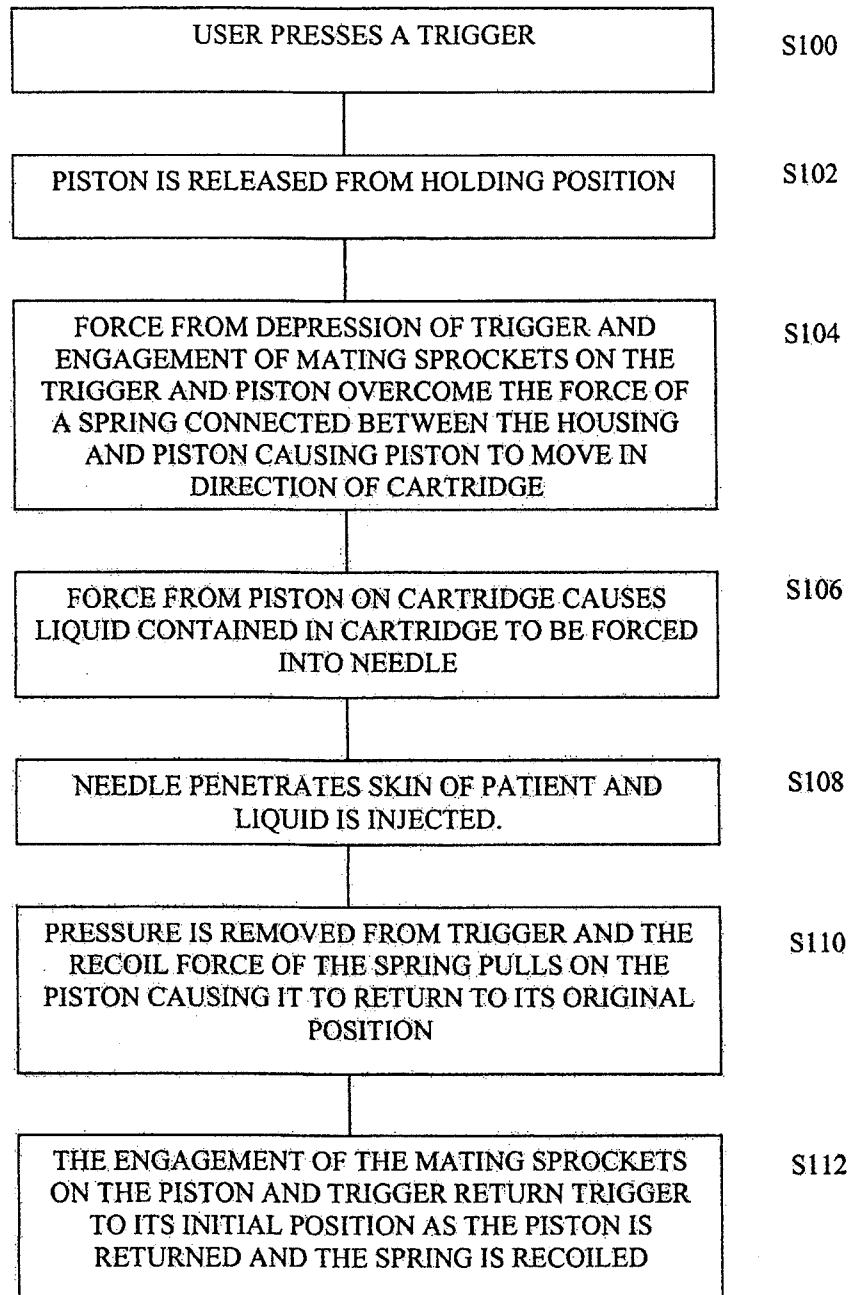 USER PRESSES A TRIGGER
S100
PISTON IS RELEASED FROM HOLDING POSITION
S102
FORCE FROM DEPRESSION OF TRIGGER AND
ENGAGEMENT OF MATING SPROCKETS ON THE
TRIGGER AND PISTON OVERCOME THE FORCE OF
A SPRING CONNECTED BETWEEN THE HOUSING
AND PISTON CAUSING PISTON TO MOVE IN
DIRECTION OF CARTRIDGE
S104
FORCE FROM PISTON ON CARTRIDGE CAUSES
LIQUID CONTAINED IN CARTRIDGE TO BE FORCED
INTO NEEDLE
S106
NEEDLE PENETRATES SKIN OF PATIENT AND
LIQUID IS INJECTED.
S108
PRESSURE IS REMOVED FROM TRIGGER AND THE
RECOIL FORCE OF THE SPRING PULLS ON THE
PISTON CAUSING IT TO RETURN TO ITS ORIGINAL
POSITION
S110
THE ENGAGEMENT OF THE MATING SPROCKETS
ON THE PISTON AND TRIGGER RETURN TRIGGER
TO ITS INITIAL POSITION AS THE PISTON IS
RETURNED AND THE SPRING IS RECOILED
S112